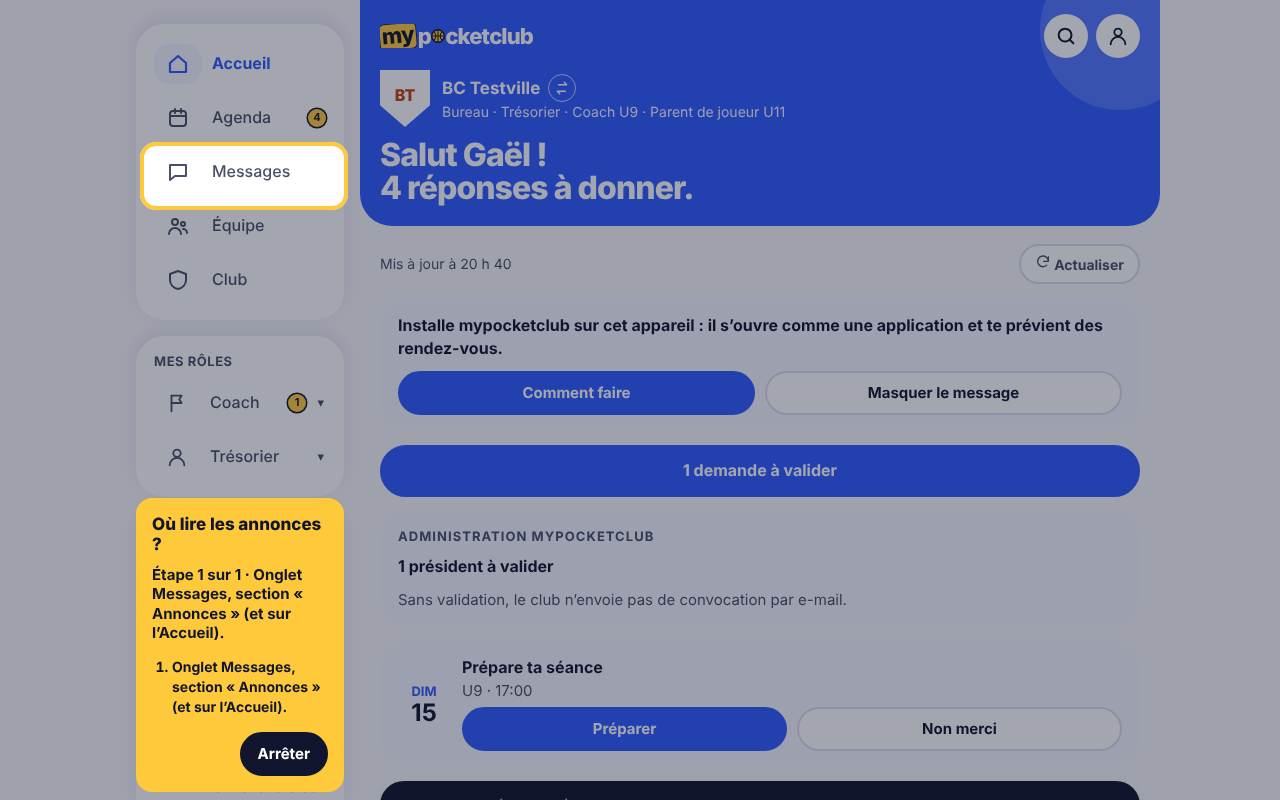 Accueil
Agenda
4
Messages
Équipe
Club
MES RÔLES
Coach
1
Trésorier
Où lire les annonces
?
Étape 1 sur 1 · Onglet
Messages, section «
Annonces » (et sur
l’Accueil).
1. Onglet Messages,
section « Annonces »
(et sur l’Accueil).
Arrêter
mypocketclub
BT
BC Testville
Bureau · Trésorier · Coach U9 · Parent de joueur U11
Salut Gaël !
4 réponses à donner.
Mis à jour à 20 h 40
Actualiser
Installe mypocketclub sur cet appareil : il s’ouvre comme une application et te prévient des
rendez-vous.
Comment faire
Masquer le message
1 demande à valider
ADMINISTRATION MYPOCKETCLUB
1 président à valider
Sans validation, le club n’envoie pas de convocation par e-mail.
DIM
15
Prépare ta séance
U9 · 17:00
Préparer
Non merci